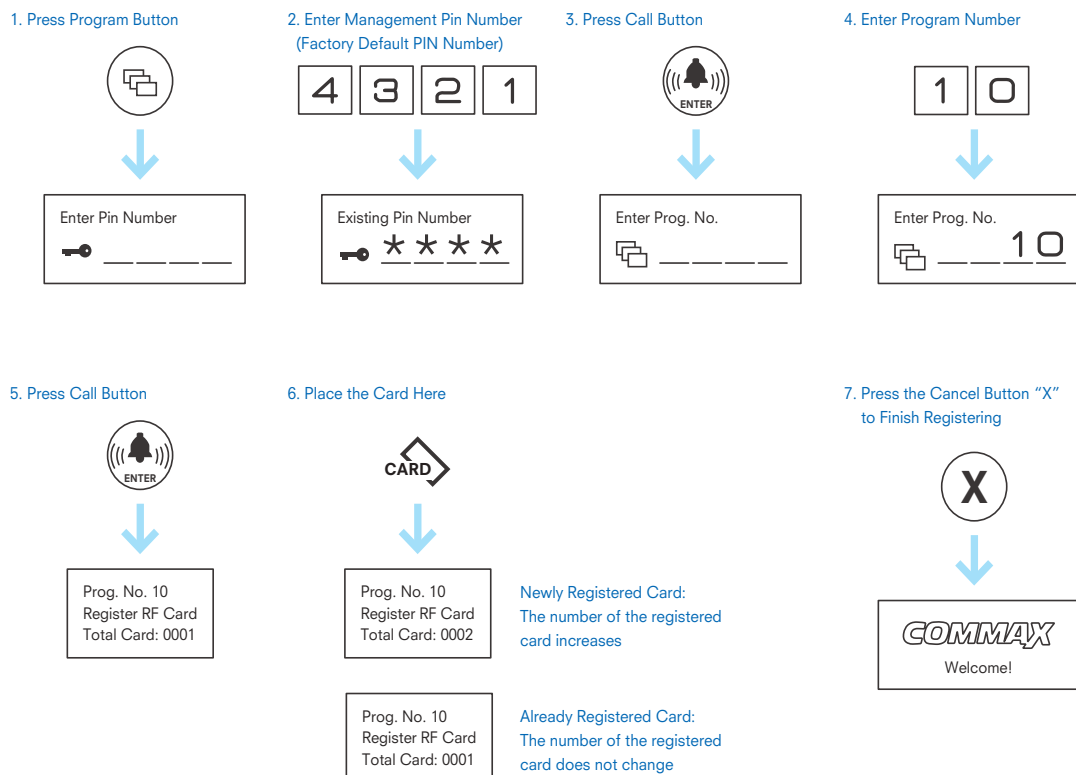 1. Press Program Button
Enter Pin Number
2. Enter Management Pin Number
(Factory Default PIN Number)
4 3 2 1
Existing Pin Number
* * * *
3. Press Call Button
ENTER
Enter Prog. No.
4. Enter Program Number
1 0
Enter Prog. No.
1 0
5. Press Call Button
ENTER
Prog. No. 10
Register RF Card
Total Card: 0001
6. Place the Card Here
CARD
Prog. No. 10
Register RF Card
Total Card: 0002
Newly Registered Card:
The number of the registered
card increases
Prog. No. 10
Register RF Card
Total Card: 0001
Already Registered Card:
The number of the registered
card does not change
7. Press the Cancel Button “X”
to Finish Registering
X
COMMAX
Welcome!